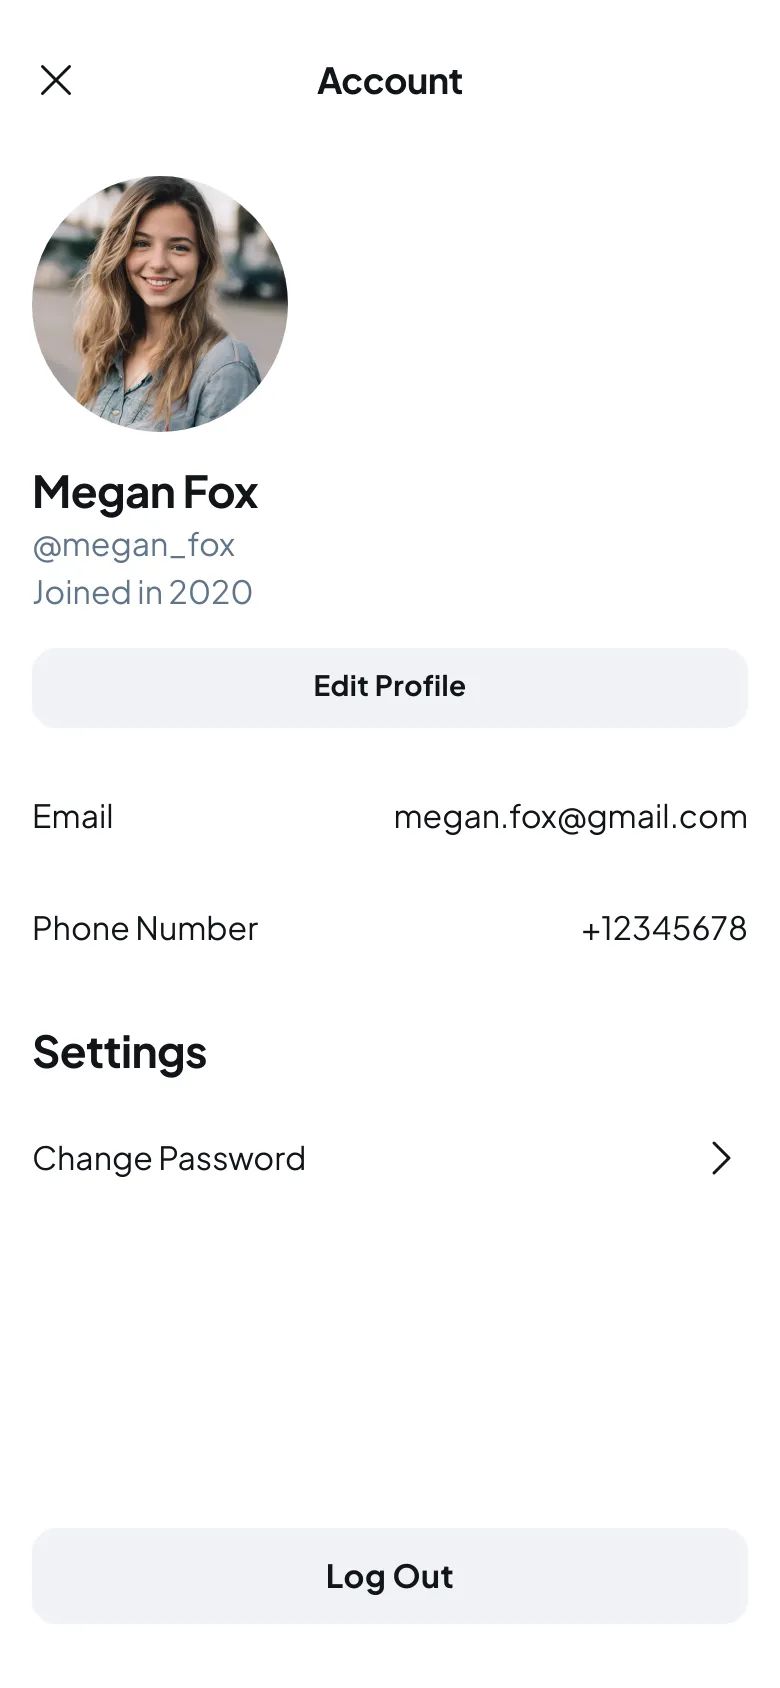 Account
Megan Fox
@megan_fox
Joined in 2020
Edit Profile
Email megan.fox@gmail.com
Phone Number +12345678
Settings
Change Password
Log Out